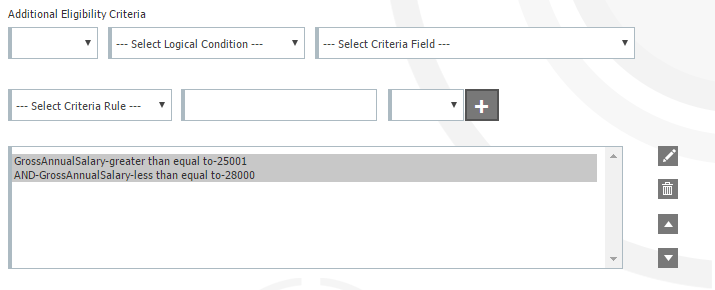 Additional Eligibility Criteria
--- Select Logical Condition ---
--- Select Criteria Field ---
--- Select Criteria Rule ---
GrossAnnualSalary-greater than equal to-25001
AND-GrossAnnualSalary-less than equal to-28000